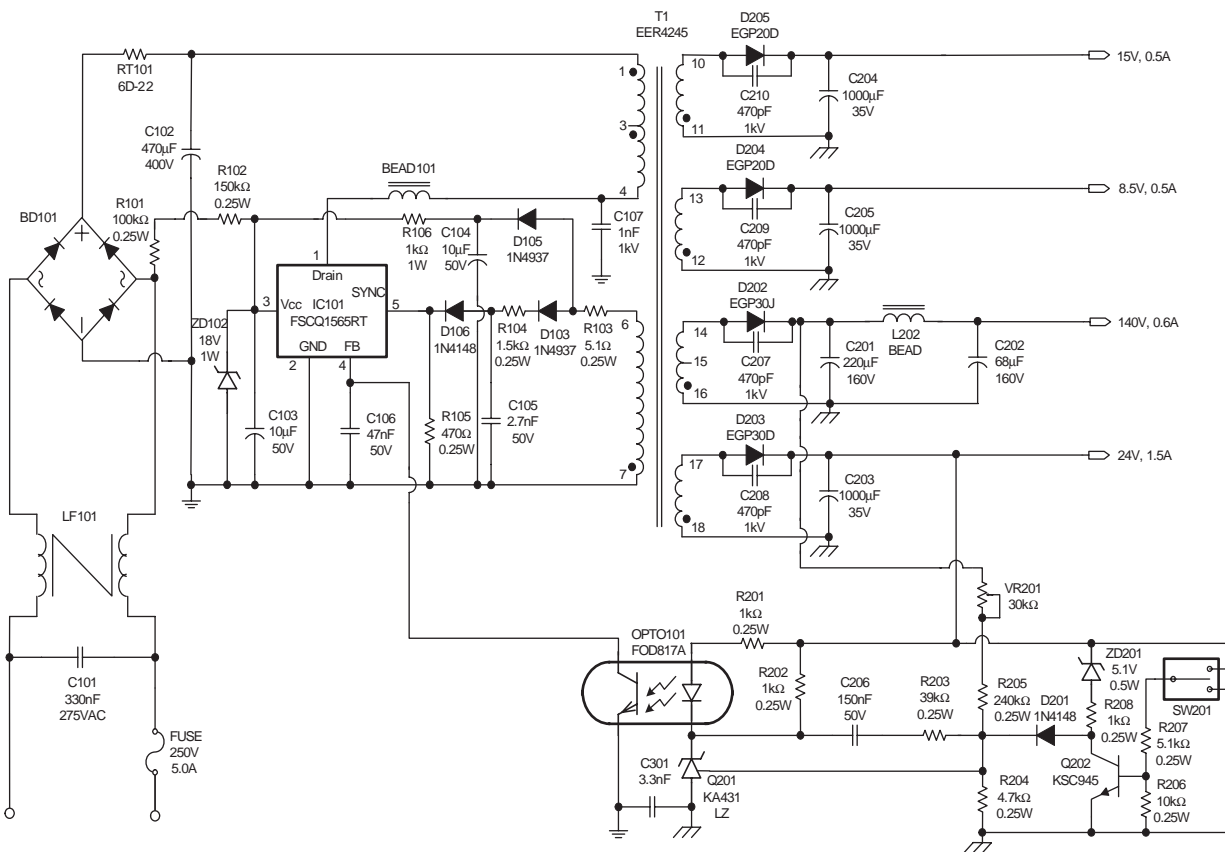 T1
EER4245
RT101
6D-22
C102
470µF
400V
R101
100kΩ
0.25W
R102
150kΩ
0.25W
BD101
BEAD101
R106
1kΩ
1W
C104
10µF
50V
D105
1N4937
C107
1nF
1kV
1
3
4
1
Drain
SYNC
3
Vcc
IC101
FSCQ1565RT
5
GND
FB
2
4
ZD102
18V
1W
D106
1N4148
R104
1.5kΩ
0.25W
D103
1N4937
R103
5.1Ω
0.25W
6
7
C103
10µF
50V
C106
47nF
50V
R105
470Ω
0.25W
C105
2.7nF
50V
LF101
C101
330nF
275VAC
FUSE
250V
5.0A
D205
EGP20D
10
11
C210
470pF
1kV
C204
1000µF
35V
15V, 0.5A
D204
EGP20D
13
12
C209
470pF
1kV
C205
1000µF
35V
8.5V, 0.5A
D202
EGP30J
14
15
16
C207
470pF
1kV
C201
220µF
160V
L202
BEAD
C202
68µF
160V
140V, 0.6A
D203
EGP30D
17
18
C208
470pF
1kV
C203
1000µF
35V
24V, 1.5A
VR201
30kΩ
OPTO101
FOD817A
R201
1kΩ
0.25W
R202
1kΩ
0.25W
C206
150nF
50V
R203
39kΩ
0.25W
R205
240kΩ
0.25W
D201
1N4148
ZD201
5.1V
0.5W
R208
1kΩ
0.25W
SW201
R207
5.1kΩ
0.25W
C301
3.3nF
Q201
KA431
LZ
R204
4.7kΩ
0.25W
Q202
KSC945
R206
10kΩ
0.25W